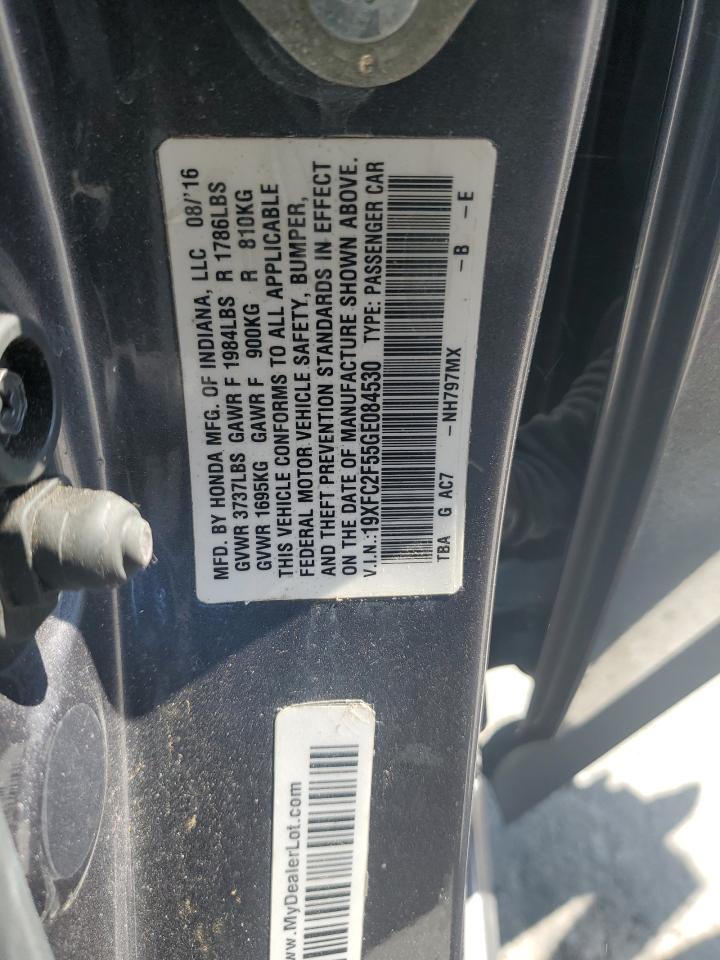 MFD. BY HONDA MFG. OF INDIANA, LLC 08/'16
GVWR 3737LBS GAWR F 1984LBS R 1786LBS
GVWR 1695KG GAWR F 900KG R 810KG
THIS VEHICLE CONFORMS TO ALL APPLICABLE
FEDERAL MOTOR VEHICLE SAFETY, BUMPER,
AND THEFT PREVENTION STANDARDS IN EFFECT
ON THE DATE OF MANUFACTURE SHOWN ABOVE.
V.I.N.:19XFC2F55GE084530 TYPE: PASSENGER CAR
TBA G AC7 -NH797MX -B -E
www.MyDealerLot.com